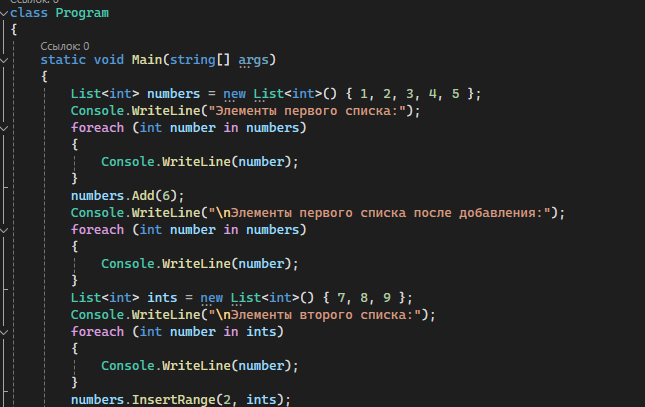 Ссылок: 0
class Program
{
Ссылок: 0
static void Main(string[] args)
{
List<int> numbers = new List<int>() { 1, 2, 3, 4, 5 };
Console.WriteLine("Элементы первого списка:");
foreach (int number in numbers)
{
Console.WriteLine(number);
}
numbers.Add(6);
Console.WriteLine("\nЭлементы первого списка после добавления:");
foreach (int number in numbers)
{
Console.WriteLine(number);
}
List<int> ints = new List<int>() { 7, 8, 9 };
Console.WriteLine("\nЭлементы второго списка:");
foreach (int number in ints)
{
Console.WriteLine(number);
}
numbers.InsertRange(2, ints);